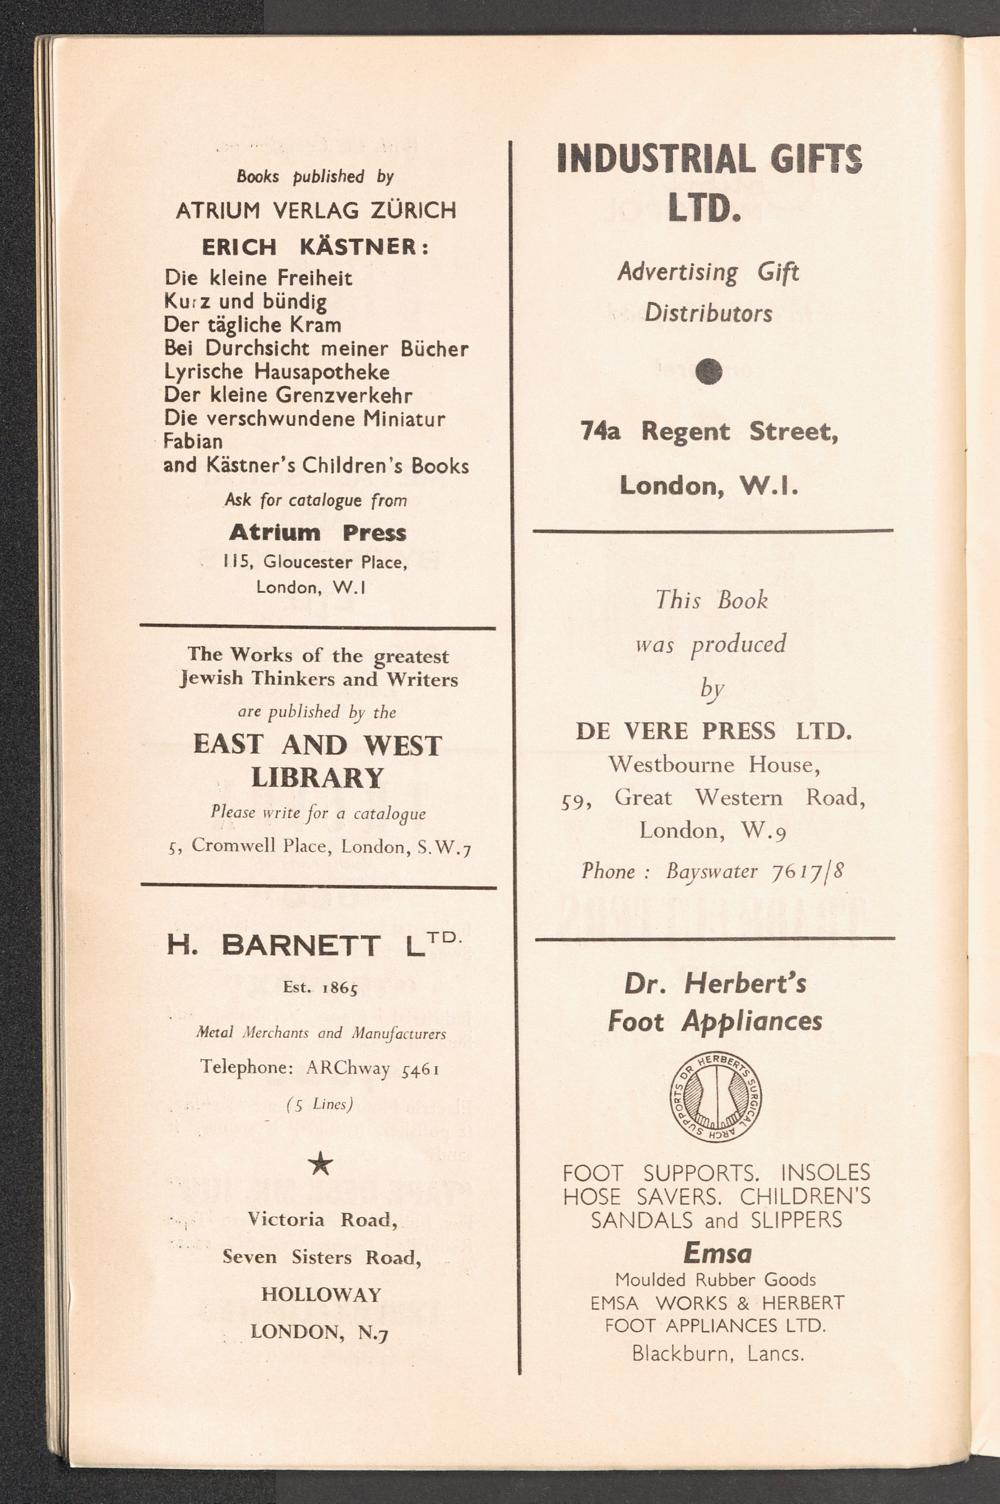 Books published by
ATRIUM VERLAG ZÜRICH
ERICH KÄSTNER:
Die kleine Freiheit
Kurz und bündig
Der tägliche Kram
Bei Durchsicht meiner Bücher
Lyrische Hausapotheke
Der kleine Grenzverkehr
Die verschwundene Miniatur
Fabian
and Kästner's Children's Books
Ask for catalogue from
Atrium Press
115, Gloucester Place,
London, W.1
The Works of the greatest
Jewish Thinkers and Writers
are published by the
EAST AND WEST
LIBRARY
Please write for a catalogue
5, Cromwell Place, London, S.W.7
H. BARNETT LTD.
Est. 1865
Metal Merchants and Manufacturers
Telephone: ARChway 5461
(5 Lines)
Victoria Road,
Seven Sisters Road,
HOLLOWAY
LONDON, N.7
INDUSTRIAL GIFTS
LTD.
Advertising Gift
Distributors
74a Regent Street,
London, W.1.
This Book
was produced
by
DE VERE PRESS LTD.
Westbourne House,
59, Great Western Road,
London, W.9
Phone : Bayswater 7617/8
Dr. Herbert's
Foot Appliances
DR HERBERTS SURGICAL ARCH SUPPORTS
FOOT SUPPORTS. INSOLES
HOSE SAVERS. CHILDREN'S
SANDALS and SLIPPERS
Emsa
Moulded Rubber Goods
EMSA WORKS & HERBERT
FOOT APPLIANCES LTD.
Blackburn, Lancs.